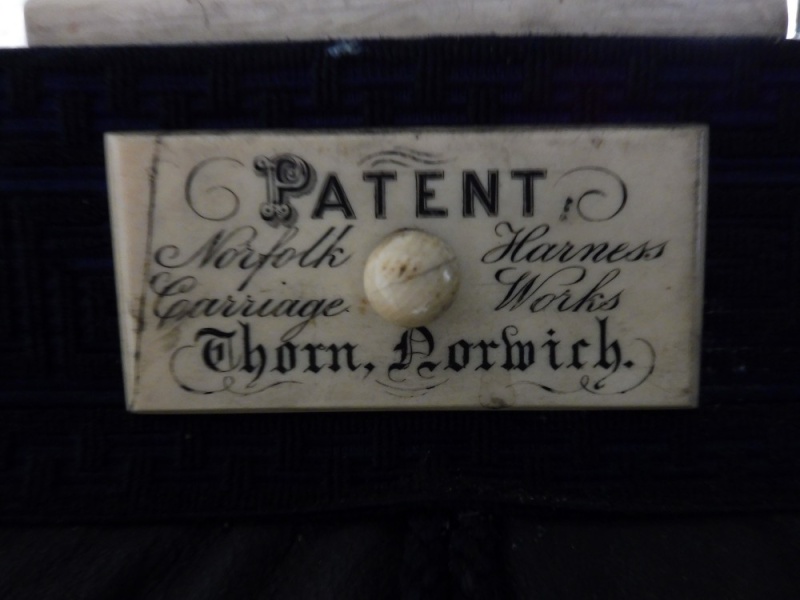 PATENT,
Norfolk Harness
Carriage Works
Thorn, Norwich.